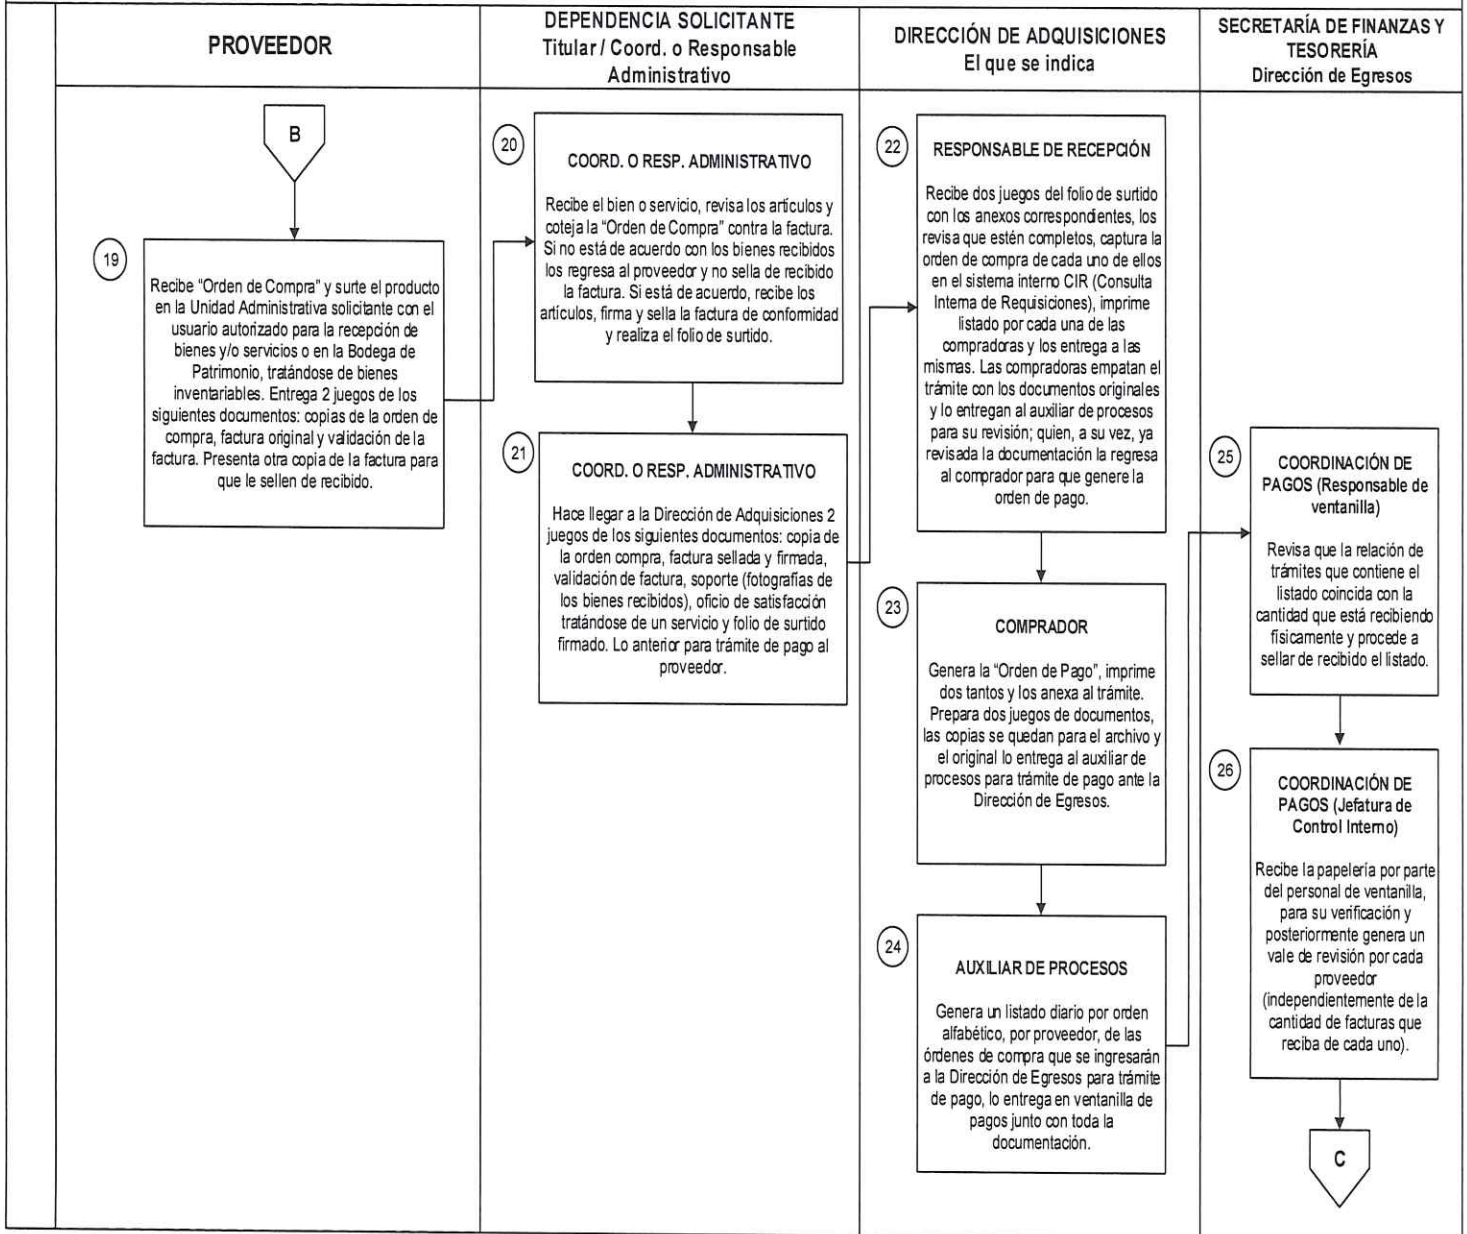 PROVEEDOR
DEPENDENCIA SOLICITANTE
Titular / Coord. o Responsable
Administrativo
DIRECCIÓN DE ADQUISICIONES
El que se indica
SECRETARÍA DE FINANZAS Y
TESORERÍA
Dirección de Egresos
B
19
Recibe “Orden de Compra” y surte el producto
en la Unidad Administrativa solicitante con el
usuario autorizado para la recepción de
bienes y/o servicios o en la Bodega de
Patrimonio, tratándose de bienes
inventariables. Entrega 2 juegos de los
siguientes documentos: copias de la orden de
compra, factura original y validación de la
factura. Presenta otra copia de la factura para
que le sellen de recibido.
20
COORD. O RESP. ADMINISTRATIVO
Recibe el bien o servicio, revisa los artículos y
coteja la “Orden de Compra” contra la factura.
Si no está de acuerdo con los bienes recibidos
los regresa al proveedor y no sella de recibido
la factura. Si está de acuerdo, recibe los
artículos, firma y sella la factura de conformidad
y realiza el folio de surtido.
21
COORD. O RESP. ADMINISTRATIVO
Hace llegar a la Dirección de Adquisiciones 2
juegos de los siguientes documentos: copia de
la orden compra, factura sellada y firmada,
validación de factura, soporte (fotografías de
los bienes recibidos), oficio de satisfacción
tratándose de un servicio y folio de surtido
firmado. Lo anterior para trámite de pago al
proveedor.
22
RESPONSABLE DE RECEPCIÓN
Recibe dos juegos del folio de surtido
con los anexos correspondientes, los
revisa que estén completos, captura la
orden de compra de cada uno de ellos
en el sistema interno CIR (Consulta
Interna de Requisiciones), imprime
listado por cada una de las
compradoras y los entrega a las
mismas. Las compradoras empatan el
trámite con los documentos originales
y lo entregan al auxiliar de procesos
para su revisión; quien, a su vez, ya
revisada la documentación la regresa
al comprador para que genere la
orden de pago.
23
COMPRADOR
Genera la “Orden de Pago”, imprime
dos tantos y los anexa al trámite.
Prepara dos juegos de documentos,
las copias se quedan para el archivo y
el original lo entrega al auxiliar de
procesos para trámite de pago ante la
Dirección de Egresos.
24
AUXILIAR DE PROCESOS
Genera un listado diario por orden
alfabético, por proveedor, de las
órdenes de compra que se ingresarán
a la Dirección de Egresos para trámite
de pago, lo entrega en ventanilla de
pagos junto con toda la
documentación.
25
COORDINACIÓN DE
PAGOS (Responsable de
ventanilla)
Revisa que la relación de
trámites que contiene el
listado coincida con la
cantidad que está recibiendo
físicamente y procede a
sellar de recibido el listado.
26
COORDINACIÓN DE
PAGOS (Jefatura de
Control Interno)
Recibe la papelería por parte
del personal de ventanilla,
para su verificación y
posteriormente genera un
vale de revisión por cada
proveedor
(independientemente de la
cantidad de facturas que
reciba de cada uno).
C